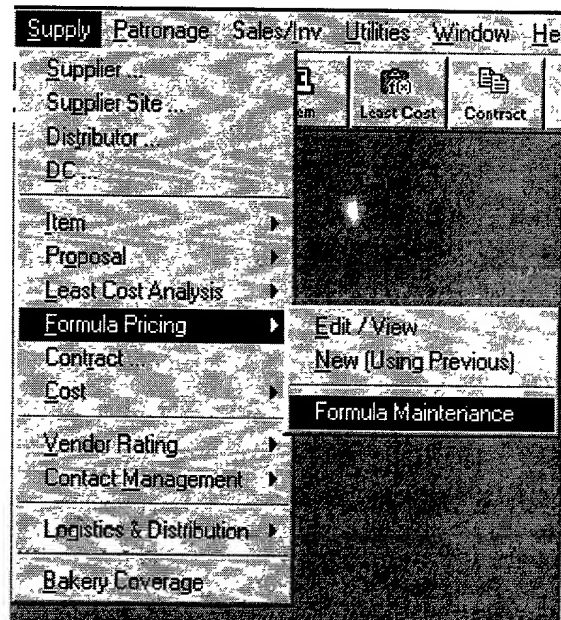 Supply Patronage Sales/Inv Utilities Window He
Supplier ...
Supplier Site ...
Distributor ...
DC ...
em Least Cost Contract
Item
Proposal
Least Cost Analysis
Formula Pricing
Contract ...
Cost
Vendor Rating
Contact Management
Logistics & Distribution
Bakery Coverage
Edit / View
New (Using Previous)
Formula Maintenance